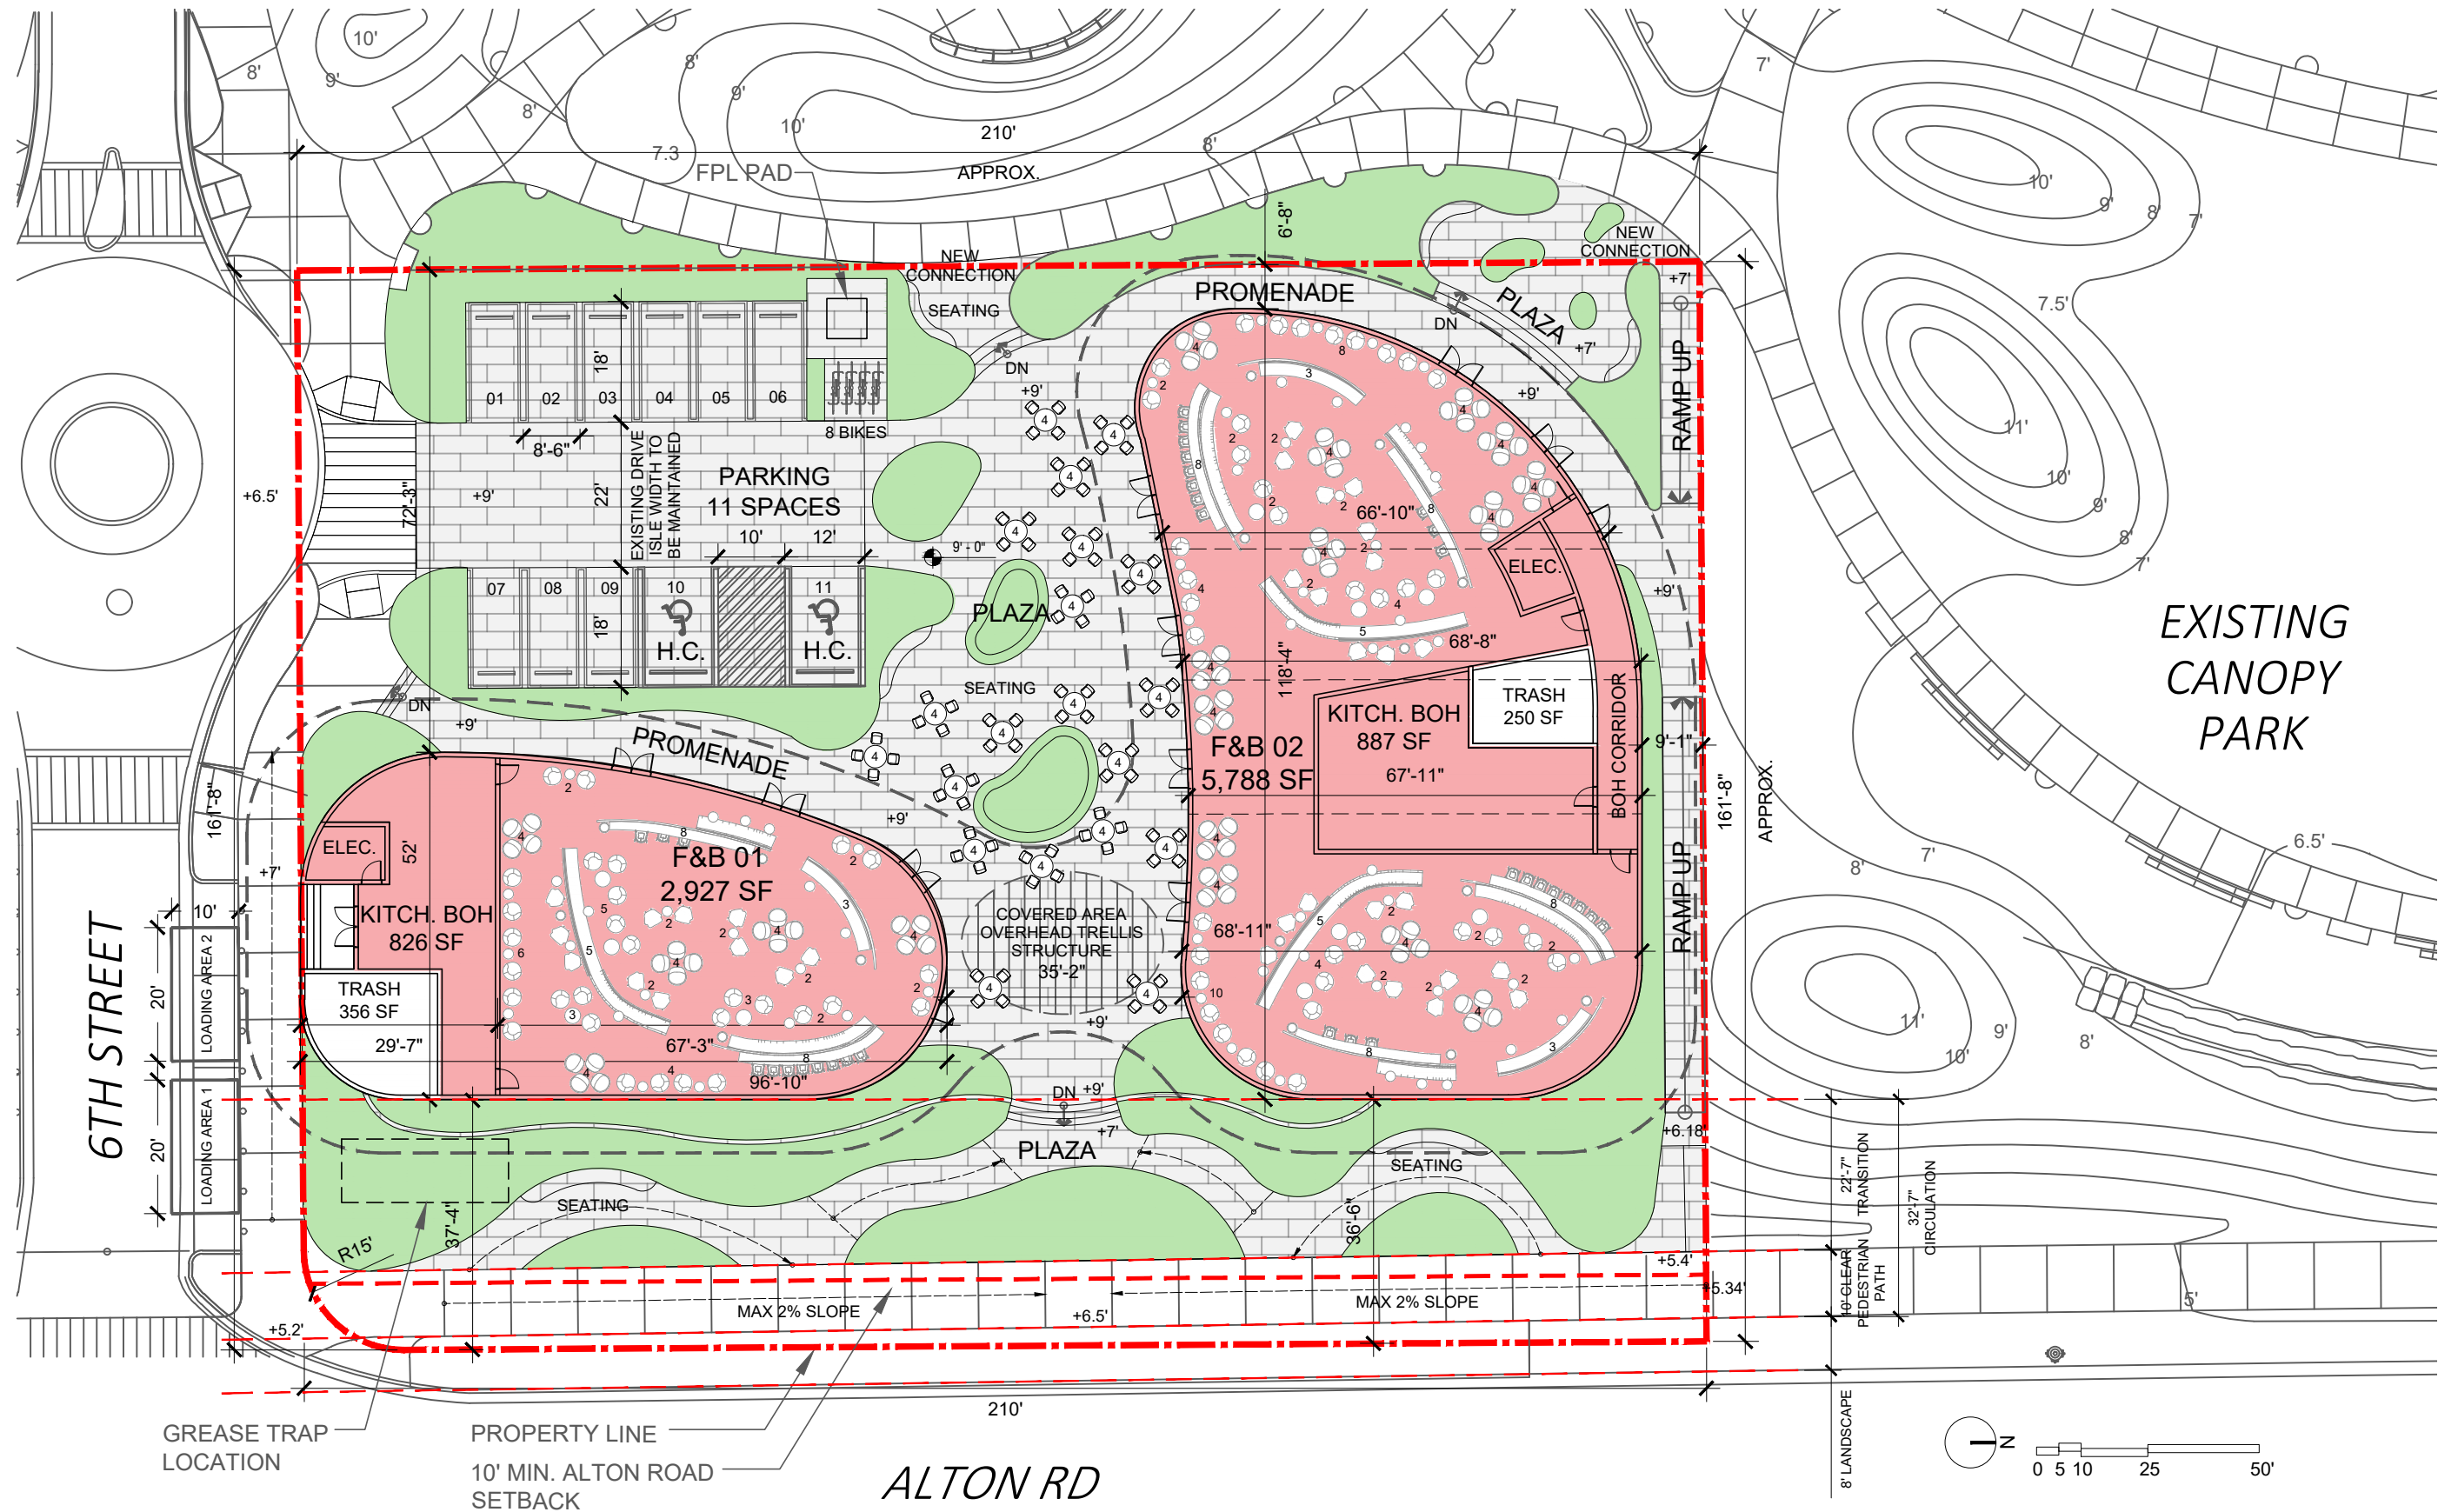 10'
9'
8'
8'
8'
9'
10'
7.3
8'
7'
210'
APPROX.
FPL PAD
6'-8"
NEW
CONNECTION
NEW
CONNECTION
SEATING
PROMENADE
PLAZA
DN
DN
+7'
+7'
+9'
+9'
RAMP UP
10'
9'
8'
7'
7.5'
11'
10'
9'
8'
7'
18'
01
02
03
04
05
06
8 BIKES
8'-6"
EXISTING DRIVE
ISLE WIDTH TO
BE MAINTAINED
22'
72'-3"
+6.5'
+9'
PARKING
11 SPACES
10'
12'
9' - 0"
07
08
09
10
11
18'
H.C.
H.C.
PLAZA
SEATING
DN
+9'
PROMENADE
+9'
66'-10"
ELEC.
68'-8"
118'-4"
TRASH
250 SF
KITCH. BOH
887 SF
67'-11"
F&B 02
5,788 SF
BOH CORRIDOR
9'-1"
+9'
161'-8"
APPROX.
RAMP UP
68'-11"
EXISTING
CANOPY
PARK
6.5'
7'
8'
11'
10'
9'
8'
161'-8"
+7'
ELEC.
52'
F&B 01
2,927 SF
KITCH. BOH
826 SF
TRASH
356 SF
29'-7"
67'-3"
96'-10"
COVERED AREA
OVERHEAD TRELLIS
STRUCTURE
35'-2"
+9'
10'
20'
LOADING AREA 2
20'
LOADING AREA 1
6TH STREET
DN
+9'
+7'
PLAZA
SEATING
SEATING
+6.18'
37'-4"
36'-6"
R15'
+5.2'
MAX 2% SLOPE
+6.5'
MAX 2% SLOPE
+5.4'
+5.34'
22'-7"
TRANSITION
10' CLEAR
PEDESTRIAN
PATH
32'-7"
CIRCULATION
8' LANDSCAPE
5'
210'
GREASE TRAP
LOCATION
PROPERTY LINE
10' MIN. ALTON ROAD
SETBACK
ALTON RD
N
0 5 10 25 50'